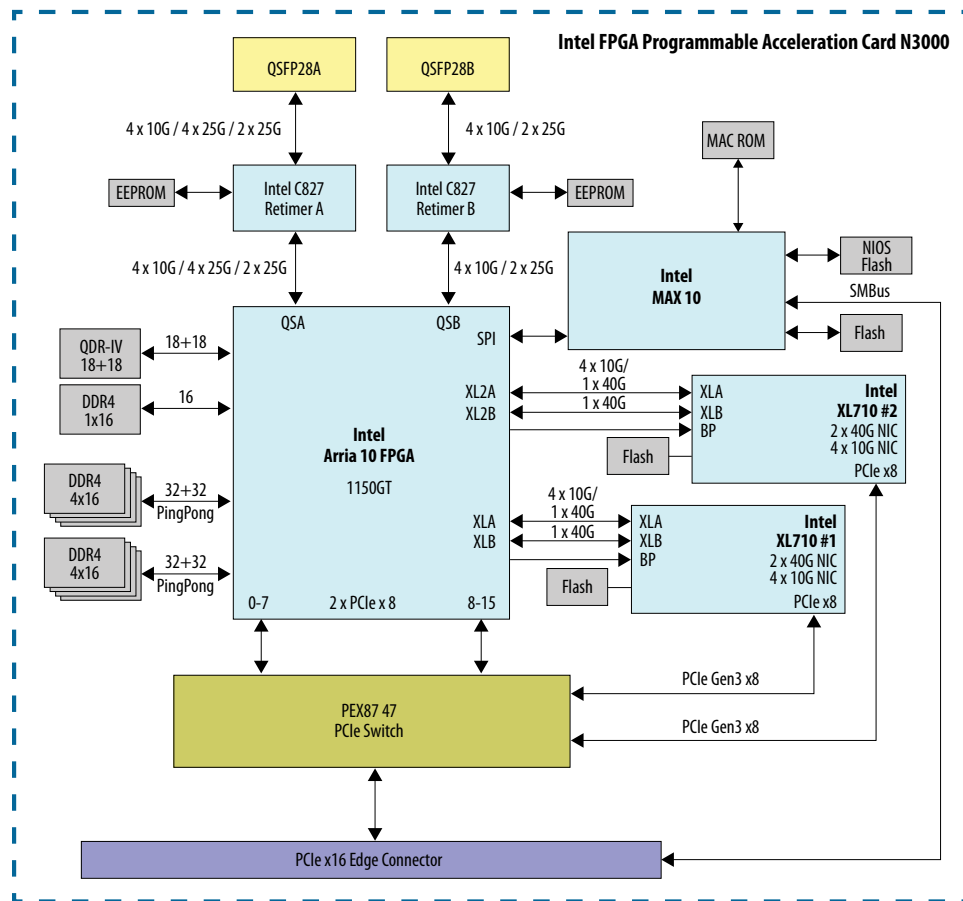 Intel FPGA Programmable Acceleration Card N3000
QSFP28A
QSFP28B
4 x 10G / 4 x 25G / 2 x 25G
4 x 10G / 2 x 25G
MAC ROM
EEPROM
Intel C827
Retimer A
Intel C827
Retimer B
EEPROM
4 x 10G / 4 x 25G / 2 x 25G
4 x 10G / 2 x 25G
Intel
MAX 10
NIOS
Flash
SMBus
Flash
QSA
QSB
SPI
QDR-IV
18+18
18+18
DDR4
1x16
16
XL2A
XL2B
4 x 10G/
1 x 40G
1 x 40G
XLA
XLB
BP
Intel
XL710 #2
2 x 40G NIC
4 x 10G NIC
PCIe x8
Flash
Intel
Arria 10 FPGA
1150GT
DDR4
4x16
32+32
PingPong
DDR4
4x16
32+32
PingPong
XLA
XLB
4 x 10G/
1 x 40G
1 x 40G
XLA
XLB
BP
Intel
XL710 #1
2 x 40G NIC
4 x 10G NIC
PCIe x8
Flash
0-7
2 x PCIe x 8
8-15
PEX87 47
PCIe Switch
PCIe Gen3 x8
PCIe Gen3 x8
PCIe x16 Edge Connector